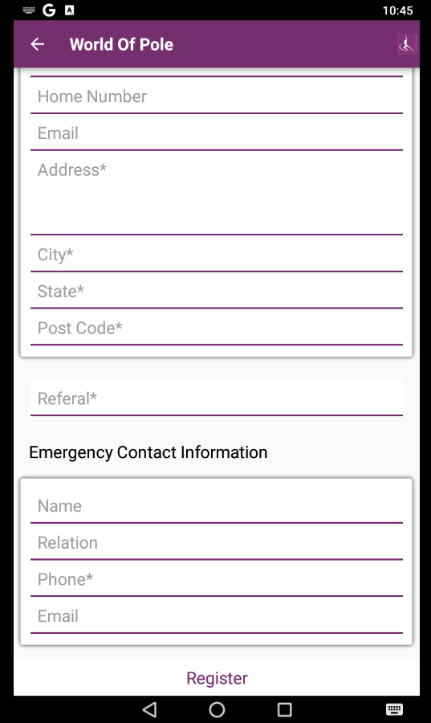 G A 10:45
World Of Pole
Home Number
Email
Address*
City*
State*
Post Code*
Referal*
Emergency Contact Information
Name
Relation
Phone*
Email
Register